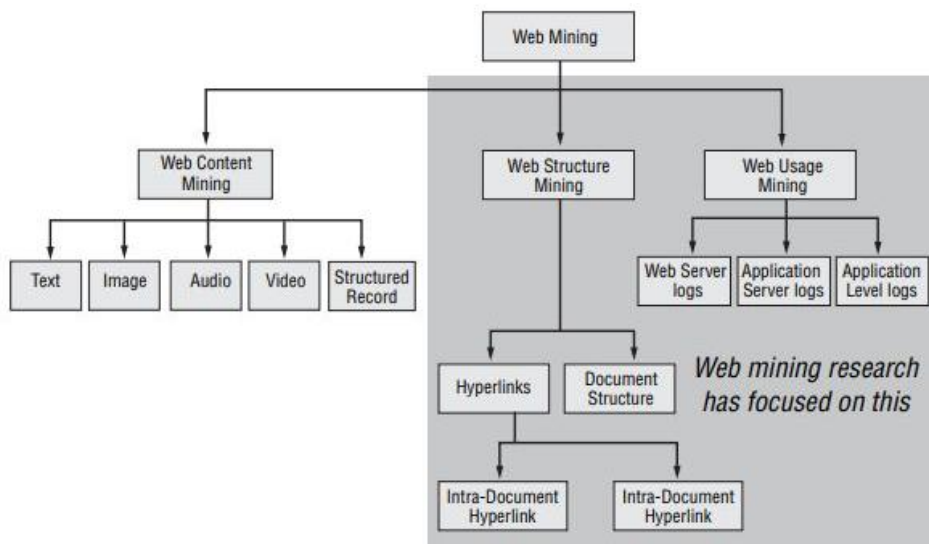 Web Mining
Web Content
Mining
Web Structure
Mining
Web Usage
Mining
Text
Image
Audio
Video
Structured
Record
Web Server
logs
Application
Server logs
Application
Level logs
Hyperlinks
Document
Structure
Web mining research
has focused on this
Intra-Document
Hyperlink
Intra-Document
Hyperlink